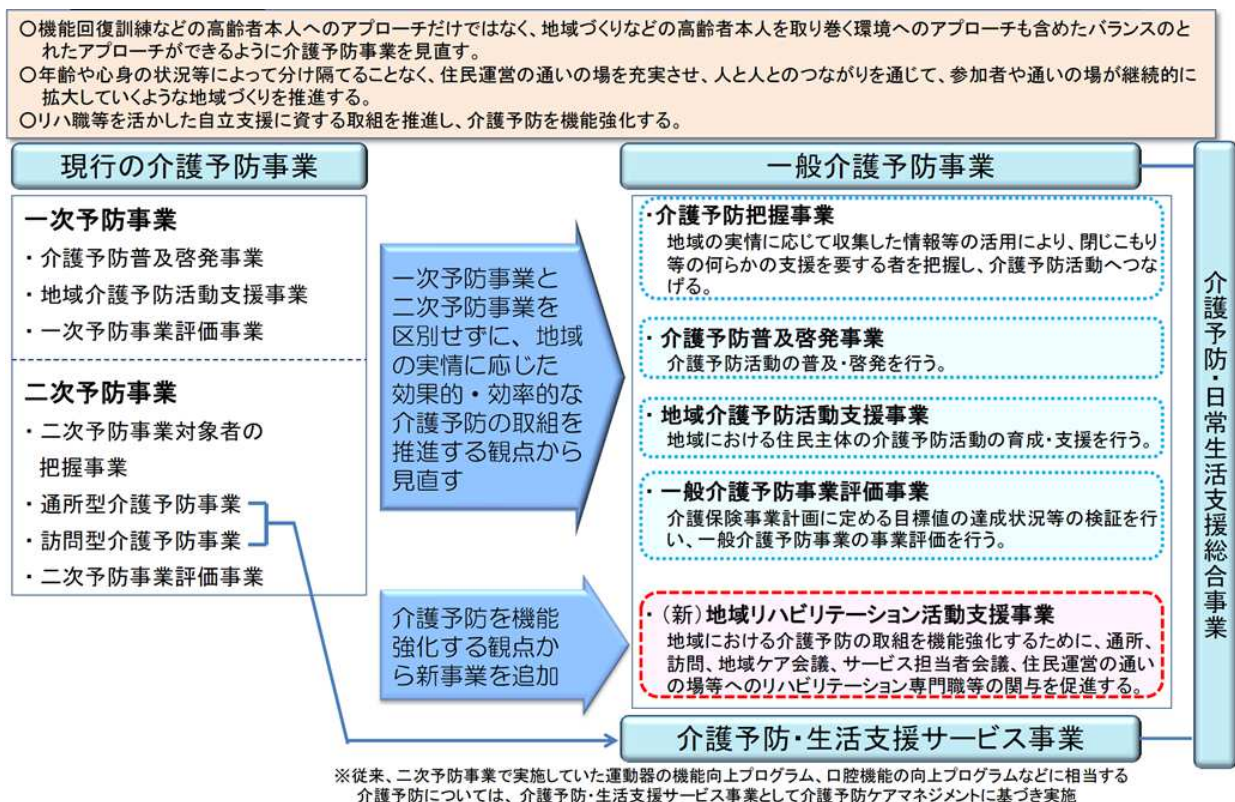 ○機能回復訓練などの高齢者本人へのアプローチだけではなく、地域づくりなどの高齢者本人を取り巻く環境へのアプローチも含めたバランスのと
れたアプローチができるように介護予防事業を見直す。
○年齢や心身の状況等によって分け隔てることなく、住民運営の通いの場を充実させ、人と人とのつながりを通じて、参加者や通いの場が継続的に
拡大していくような地域づくりを推進する。
○リハ職等を活かした自立支援に資する取組を推進し、介護予防を機能強化する。
現行の介護予防事業
一次予防事業
・介護予防普及啓発事業
・地域介護予防活動支援事業
・一次予防事業評価事業
二次予防事業
・二次予防事業対象者の
把握事業
・通所型介護予防事業
・訪問型介護予防事業
・二次予防事業評価事業
一次予防事業と
二次予防事業を
区別せずに、地域
の実情に応じた
効果的・効率的な
介護予防の取組を
推進する観点から
見直す
介護予防を機能
強化する観点か
ら新事業を追加
一般介護予防事業
・介護予防把握事業
地域の実情に応じて収集した情報等の活用により、閉じこもり
等の何らかの支援を要する者を把握し、介護予防活動へつな
げる。
・介護予防普及啓発事業
介護予防活動の普及・啓発を行う。
・地域介護予防活動支援事業
地域における住民主体の介護予防活動の育成・支援を行う。
・一般介護予防事業評価事業
介護保険事業計画に定める目標値の達成状況等の検証を行
い、一般介護予防事業の事業評価を行う。
・（新）地域リハビリテーション活動支援事業
地域における介護予防の取組を機能強化するために、通所、
訪問、地域ケア会議、サービス担当者会議、住民運営の通い
の場等へのリハビリテーション専門職等の関与を促進する。
介護予防・生活支援サービス事業
介護予防・日常生活支援総合事業
※従来、二次予防事業で実施していた運動器の機能向上プログラム、口腔機能の向上プログラムなどに相当する
介護予防については、介護予防・生活支援サービス事業として介護予防ケアマネジメントに基づき実施